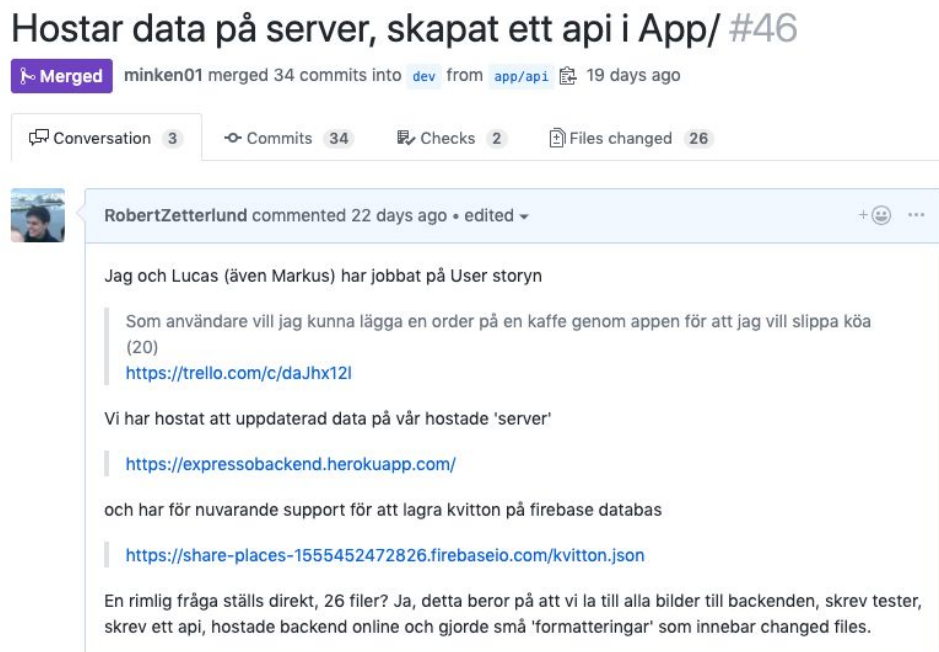 Hostar data på server, skapat ett api i App/ #46
Merged minken01 merged 34 commits into dev from app/api 19 days ago
Conversation 3 Commits 34 Checks 2 Files changed 26
RobertZetterlund commented 22 days ago • edited
Jag och Lucas (även Markus) har jobbat på User storyn
Som användare vill jag kunna lägga en order på en kaffe genom appen för att jag vill slippa köa
(20)
https://trello.com/c/daJhx12l
Vi har hostat att uppdaterad data på vår hostade 'server'
https://expressobackend.herokuapp.com/
och har för nuvarande support för att lagra kvitton på firebase databas
https://share-places-1555452472826.firebaseio.com/kvitton.json
En rimlig fråga ställs direkt, 26 filer? Ja, detta beror på att vi la till alla bilder till backenden, skrev tester,
skrev ett api, hostade backend online och gjorde små 'formatteringar' som innebar changed files.